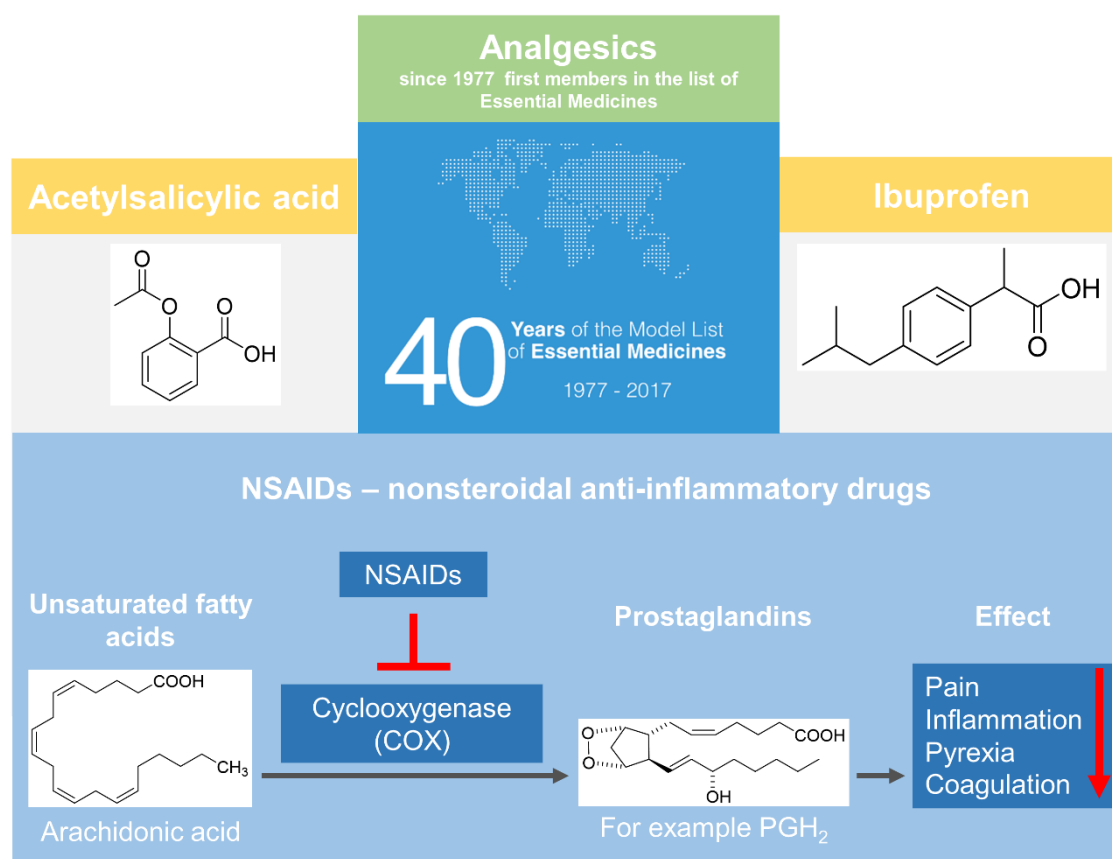 Analgesics
since 1977 first members in the list of
Essential Medicines
Acetylsalicylic acid
Ibuprofen
O
O
O
OH
OH
O
40
Years of the Model List
of Essential Medicines
1977 - 2017
NSAIDs – nonsteroidal anti-inflammatory drugs
NSAIDs
Unsaturated fatty
acids
Prostaglandins
Effect
COOH
CH₃
Arachidonic acid
Cyclooxygenase
(COX)
O
O
COOH
OH
For example PGH₂
Pain
Inflammation
Pyrexia
Coagulation